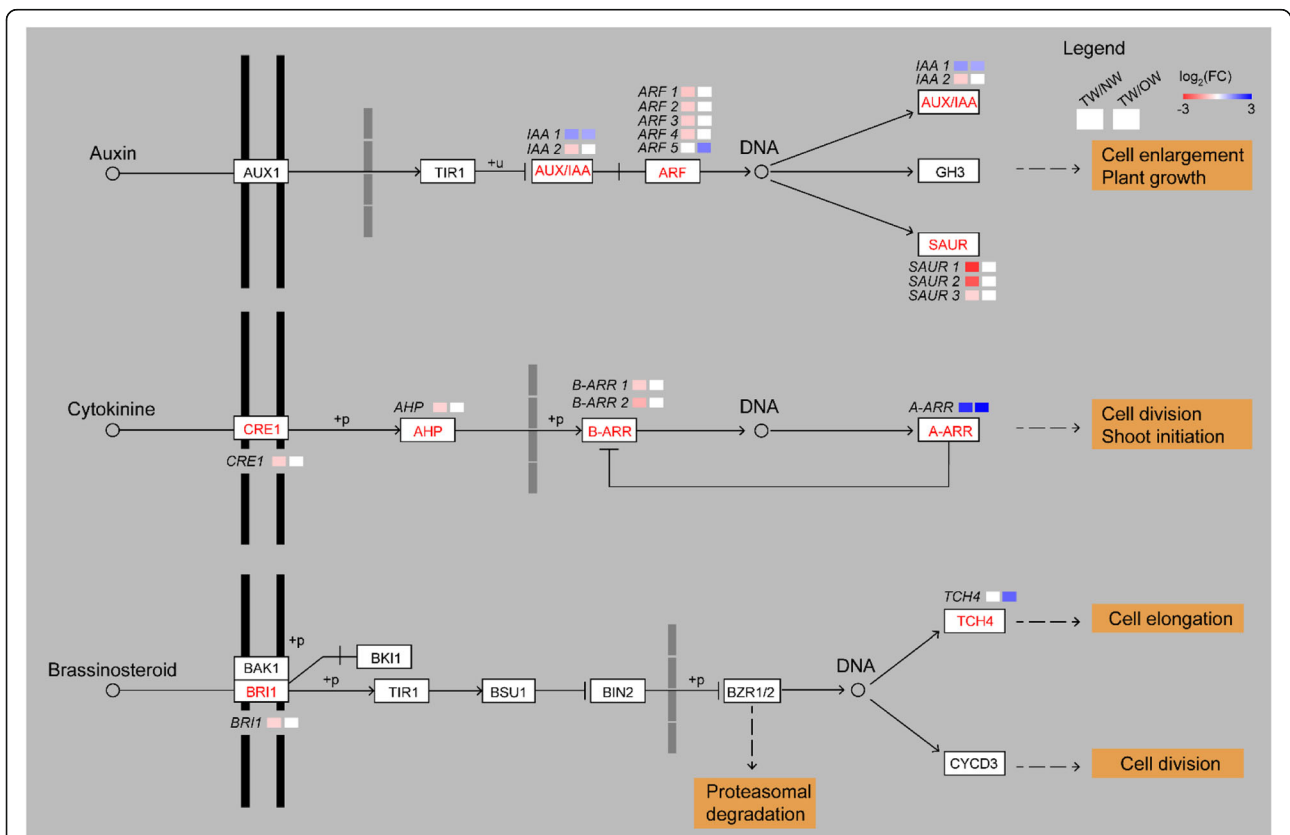 Legend
TW/NW
TW/OW
log2(FC)
-3
3
IAA 1
IAA 2
AUX/IAA
ARF 1
ARF 2
ARF 3
ARF 4
ARF 5
IAA 1
IAA 2
Auxin
AUX1
TIR1
+u
AUX/IAA
ARF
DNA
GH3
Cell enlargement
Plant growth
SAUR
SAUR 1
SAUR 2
SAUR 3
Cytokinine
CRE1
CRE1
+p
AHP
AHP
+p
B-ARR 1
B-ARR 2
B-ARR
DNA
A-ARR
A-ARR
Cell division
Shoot initiation
Brassinosteroid
+p
BAK1
BRI1
BRI1
BKI1
+p
TIR1
BSU1
BIN2
+p
BZR1/2
DNA
TCH4
TCH4
Cell elongation
CYCD3
Cell division
Proteasomal
degradation